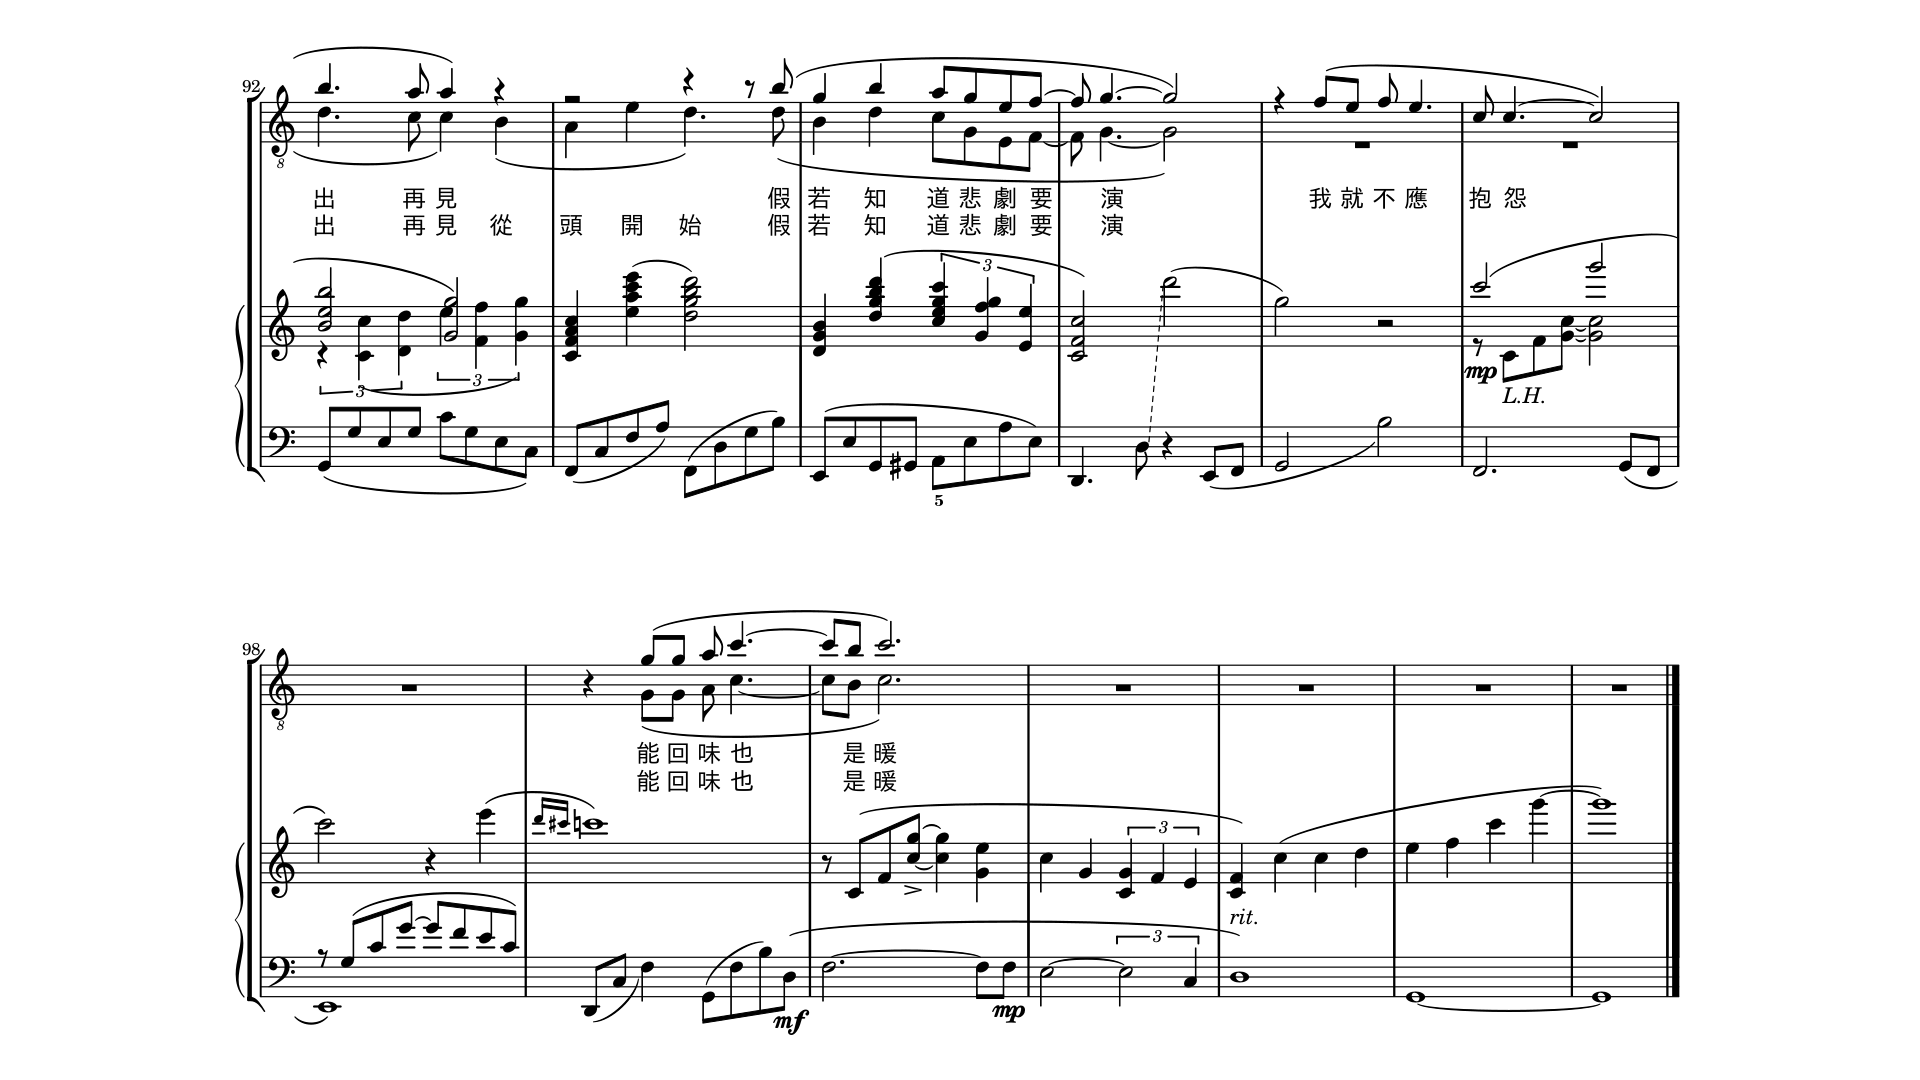 92
8
出 再 見 假 若 知 道 悲 劇 要 演 我 就 不 應 抱 怨
出 再 見 從 頭 開 始 假 若 知 道 悲 劇 要 演
3
3 3
mp
L.H.
5
98
8
能 回 味 也 是 暖
能 回 味 也 是 暖
3
rit.
3
mf mp